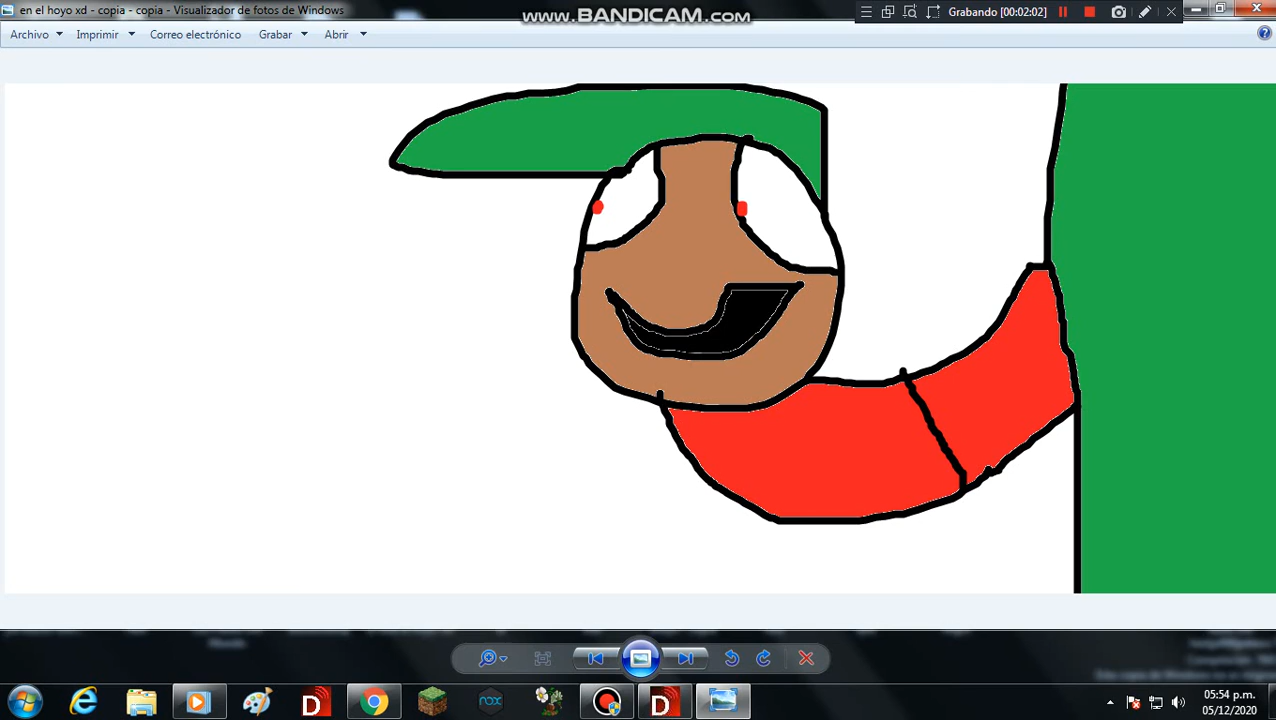 en el hoyo xd - copia - copia - Visualizador de fotos de Windows
www.BANDICAM.com
Grabando [00:02:02]
Archivo Imprimir Correo electrónico Grabar Abrir
nox
05:54 p.m.
05/12/2020